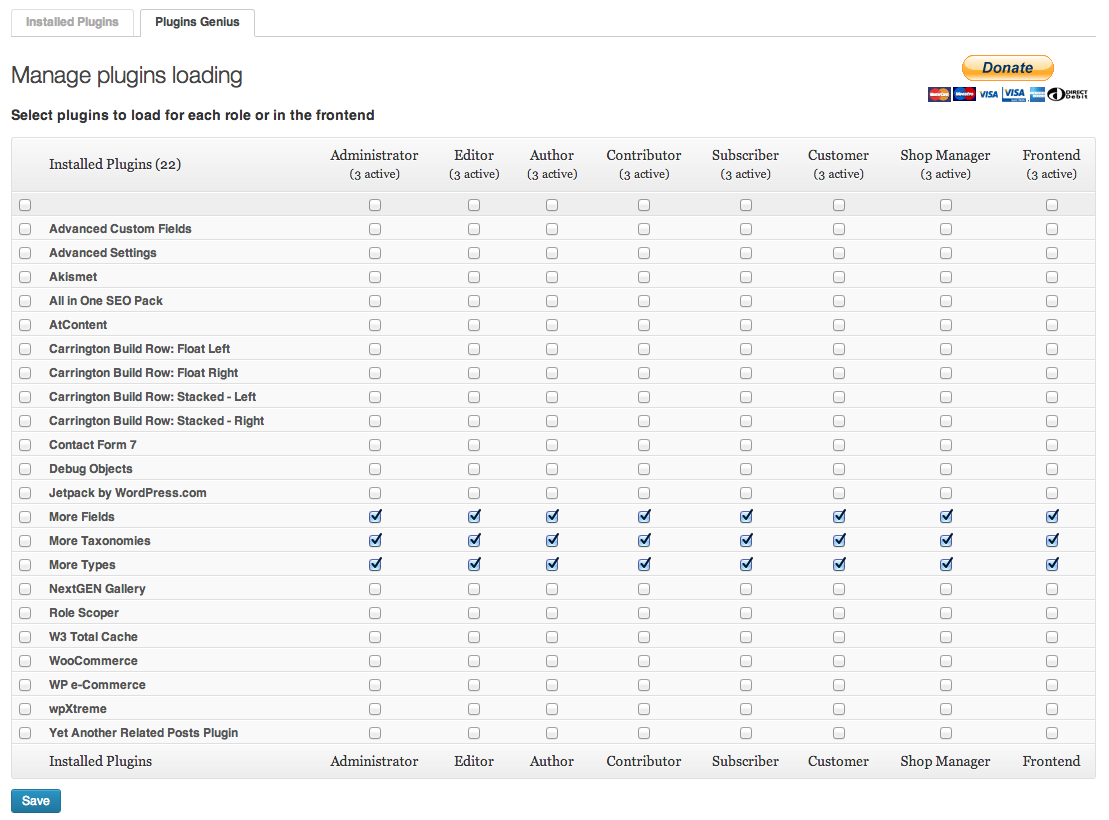 Installed Plugins Plugins Genius
Manage plugins loading
Donate
MasterCard Maestro VISA VISA DIRECT Debit
Select plugins to load for each role or in the frontend
Installed Plugins (22) Administrator (3 active) Editor (3 active) Author (3 active) Contributor (3 active) Subscriber (3 active) Customer (3 active) Shop Manager (3 active) Frontend (3 active)
Advanced Custom Fields
Advanced Settings
Akismet
All in One SEO Pack
AtContent
Carrington Build Row: Float Left
Carrington Build Row: Float Right
Carrington Build Row: Stacked - Left
Carrington Build Row: Stacked - Right
Contact Form 7
Debug Objects
Jetpack by WordPress.com
More Fields
More Taxonomies
More Types
NextGEN Gallery
Role Scoper
W3 Total Cache
WooCommerce
WP e-Commerce
wpXtreme
Yet Another Related Posts Plugin
Installed Plugins Administrator Editor Author Contributor Subscriber Customer Shop Manager Frontend
Save